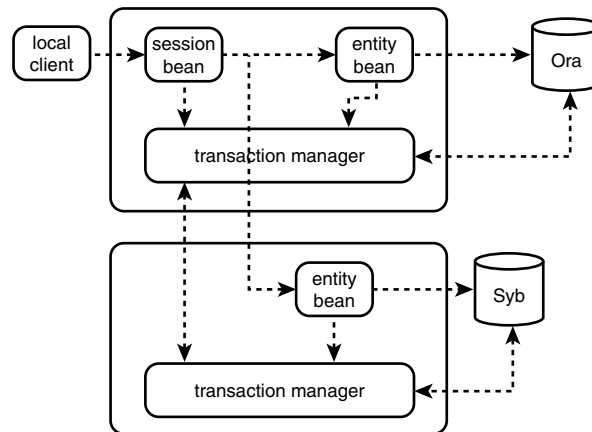 local
client
session
bean
entity
bean
Ora
transaction manager
entity
bean
Syb
transaction manager